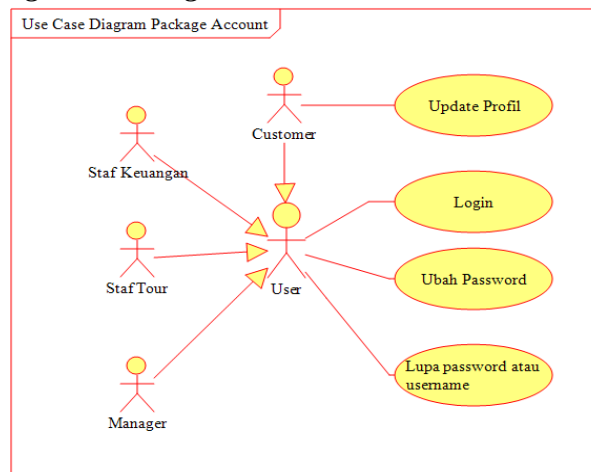 Use Case Diagram Package Account
Customer
Update Profil
Staf Keuangan
Login
Staf Tour
User
Ubah Password
Lupa password atau
username
Manager